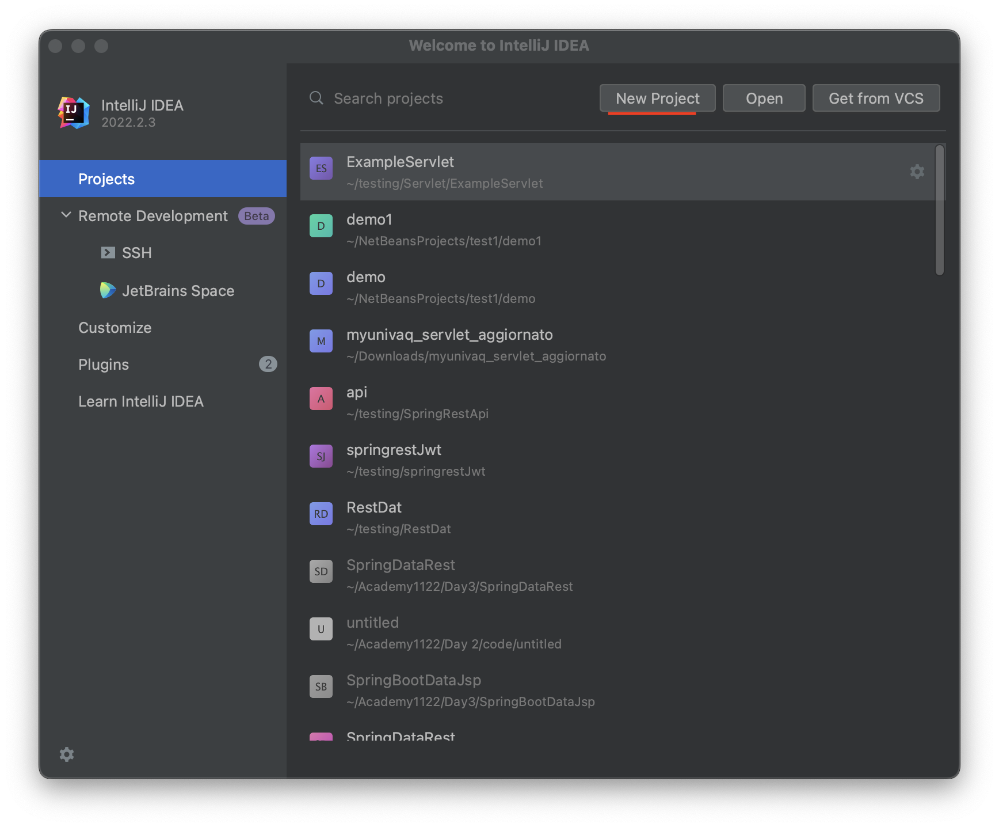 Welcome to IntelliJ IDEA
IJ
IntelliJ IDEA
2022.2.3
Projects
Remote Development Beta
SSH
JetBrains Space
Customize
Plugins 2
Learn IntelliJ IDEA
Search projects New Project Open Get from VCS
ES ExampleServlet
~/testing/Servlet/ExampleServlet
D demo1
~/NetBeansProjects/test1/demo1
D demo
~/NetBeansProjects/test1/demo
M myunivaq_servlet_aggiornato
~/Downloads/myunivaq_servlet_aggiornato
A api
~/testing/SpringRestApi
SJ springrestJwt
~/testing/springrestJwt
RD RestDat
~/testing/RestDat
SD SpringDataRest
~/Academy1122/Day3/SpringDataRest
U untitled
~/Academy1122/Day 2/code/untitled
SB SpringBootDataJsp
~/Academy1122/Day3/SpringBootDataJsp
SpringDataRest